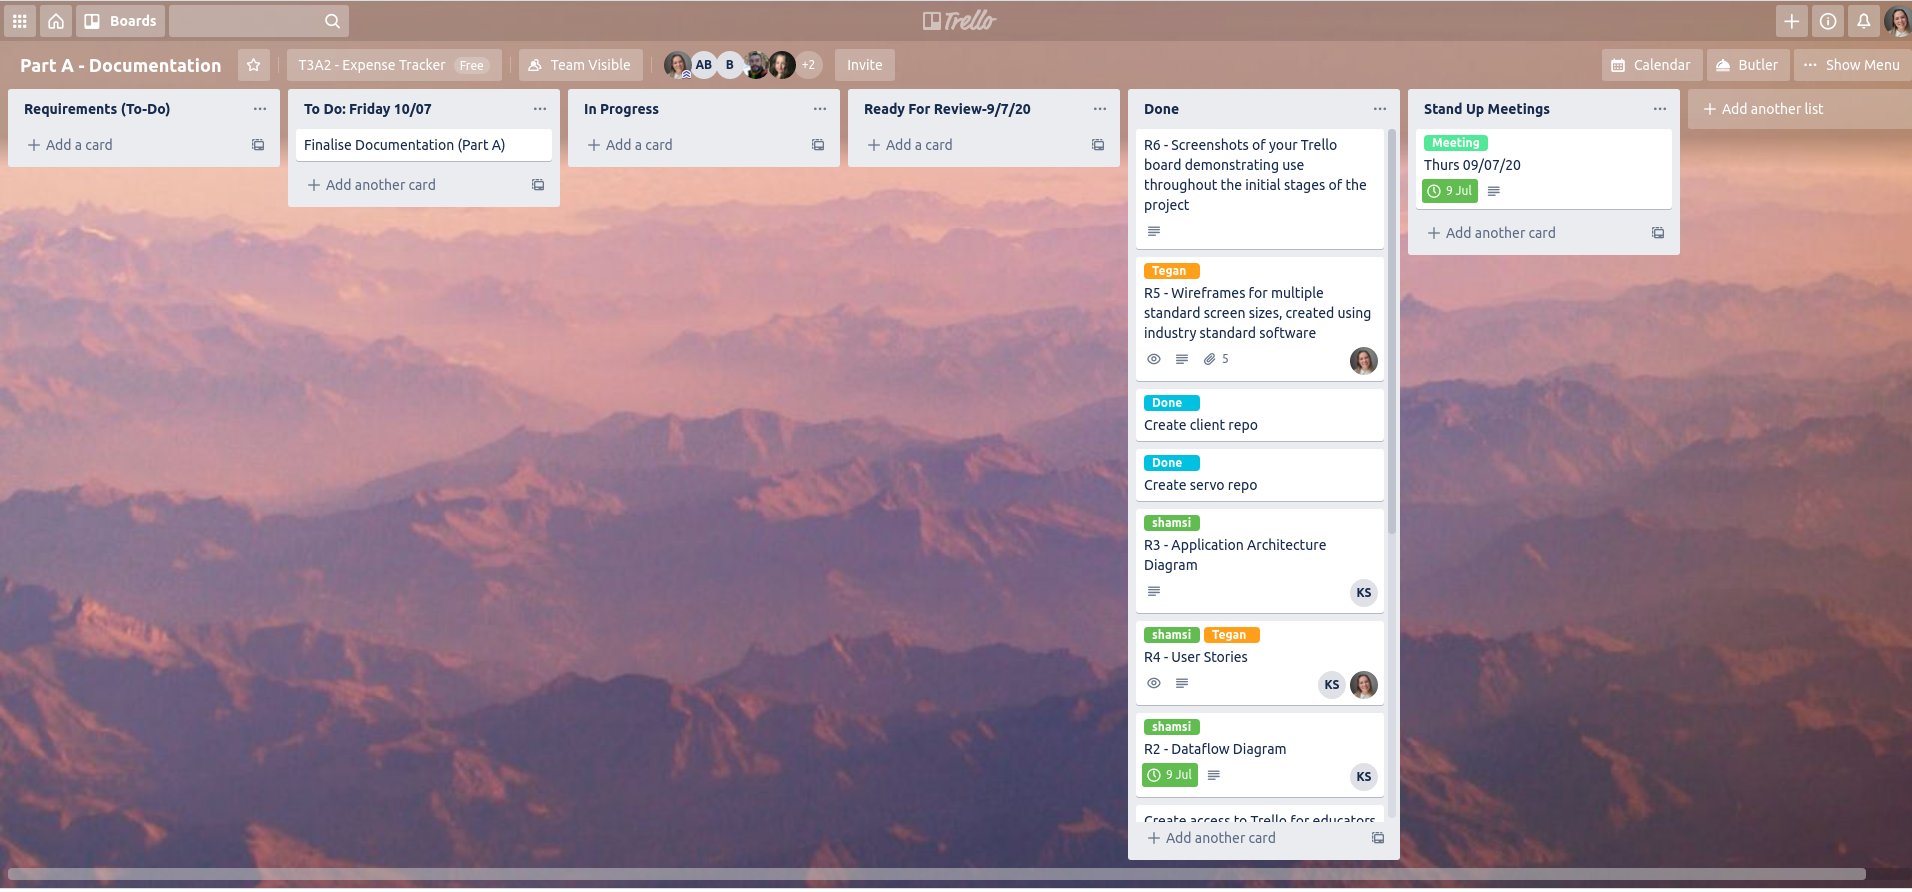 Boards
Trello
Part A - Documentation
T3A2 - Expense Tracker Free
Team Visible
AB
B
+2
Invite
Calendar
Butler
Show Menu
Requirements (To-Do)
Add a card
To Do: Friday 10/07
Finalise Documentation (Part A)
Add another card
In Progress
Add a card
Ready For Review-9/7/20
Add a card
Done
R6 - Screenshots of your Trello
board demonstrating use
throughout the initial stages of the
project
Tegan
R5 - Wireframes for multiple
standard screen sizes, created using
industry standard software
5
Done
Create client repo
Done
Create servo repo
shamsi
R3 - Application Architecture
Diagram
KS
shamsi Tegan
R4 - User Stories
KS
shamsi
R2 - Dataflow Diagram
9 Jul
KS
Create access to Trello for educators
Add another card
Stand Up Meetings
Meeting
Thurs 09/07/20
9 Jul
Add another card
Add another list